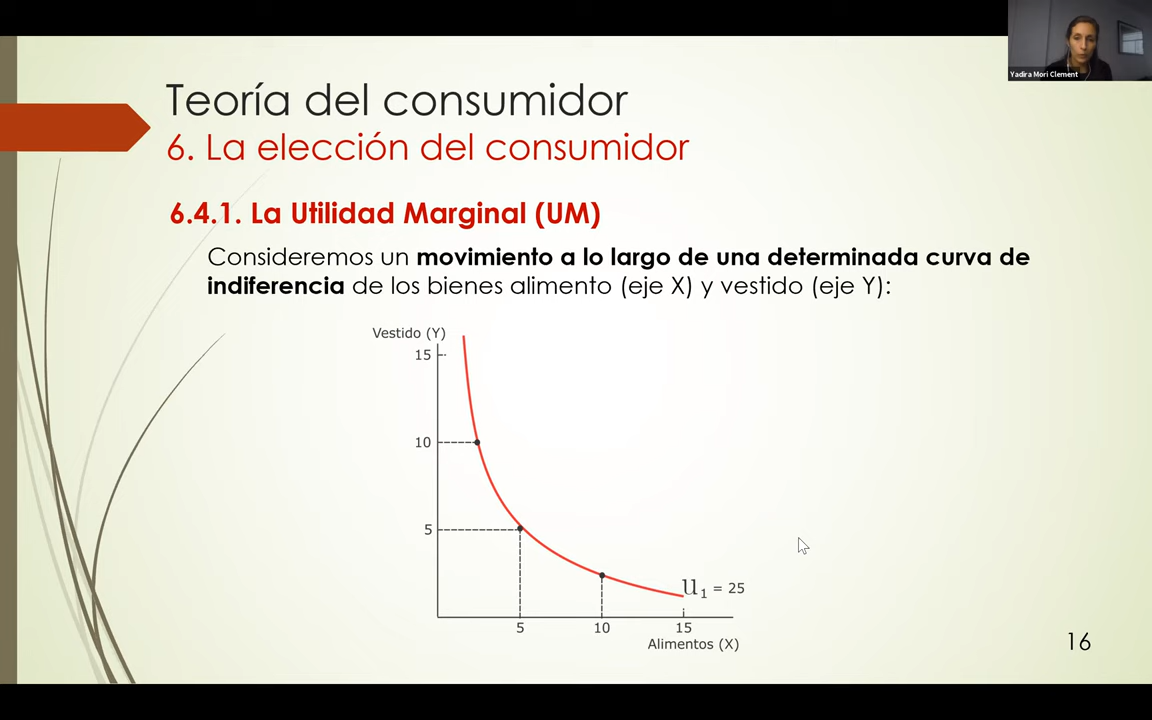 Yadira Mori Clement
Teoría del consumidor
6. La elección del consumidor
6.4.1. La Utilidad Marginal (UM)
Consideremos un movimiento a lo largo de una determinada curva de
indiferencia de los bienes alimento (eje X) y vestido (eje Y):
Vestido (Y)
15
10
5
u1 = 25
5
10
15
Alimentos (X)
16